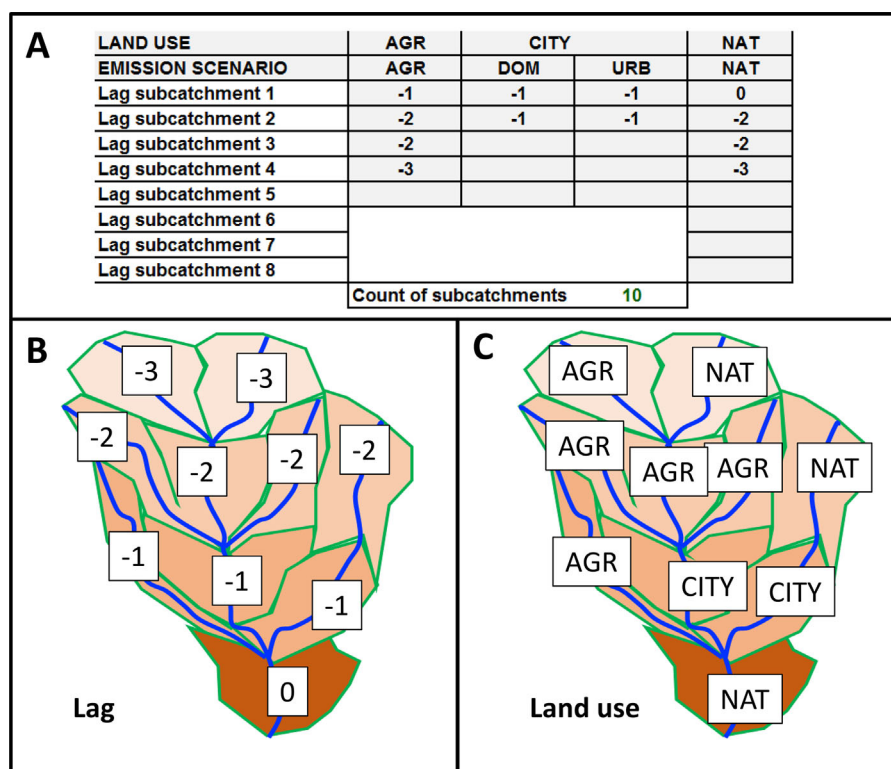 A
LAND USE AGR CITY NAT
EMISSION SCENARIO AGR DOM URB NAT
Lag subcatchment 1 -1 -1 -1 0
Lag subcatchment 2 -2 -1 -1 -2
Lag subcatchment 3 -2 -2
Lag subcatchment 4 -3 -3
Lag subcatchment 5
Lag subcatchment 6
Lag subcatchment 7
Lag subcatchment 8
Count of subcatchments 10
B
-3 -3
-2 -2 -2 -2
-1 -1 -1
0
Lag
C
AGR NAT
AGR AGR AGR NAT
AGR CITY CITY
NAT
Land use